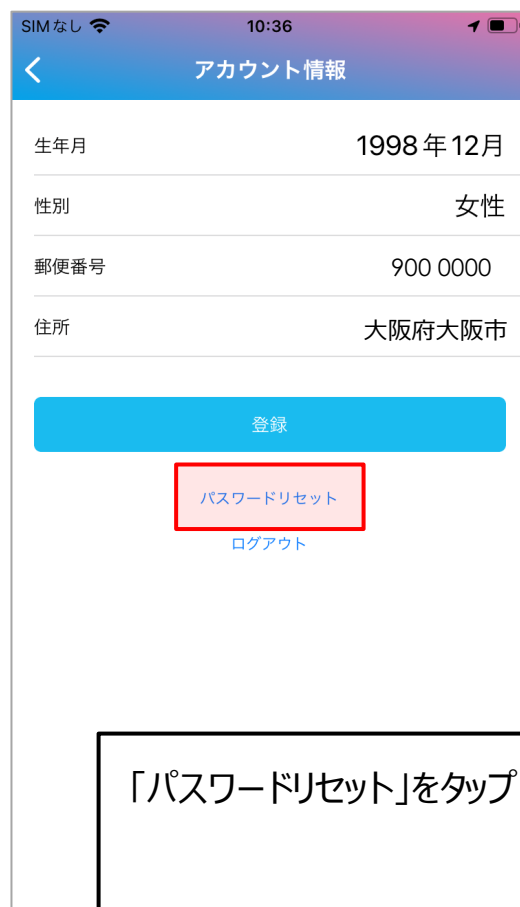 SIMなし 10:36
アカウント情報
生年月 1998年12月
性別 女性
郵便番号 900 0000
住所 大阪府大阪市
登録
パスワードリセット
ログアウト
「パスワードリセット」をタップ